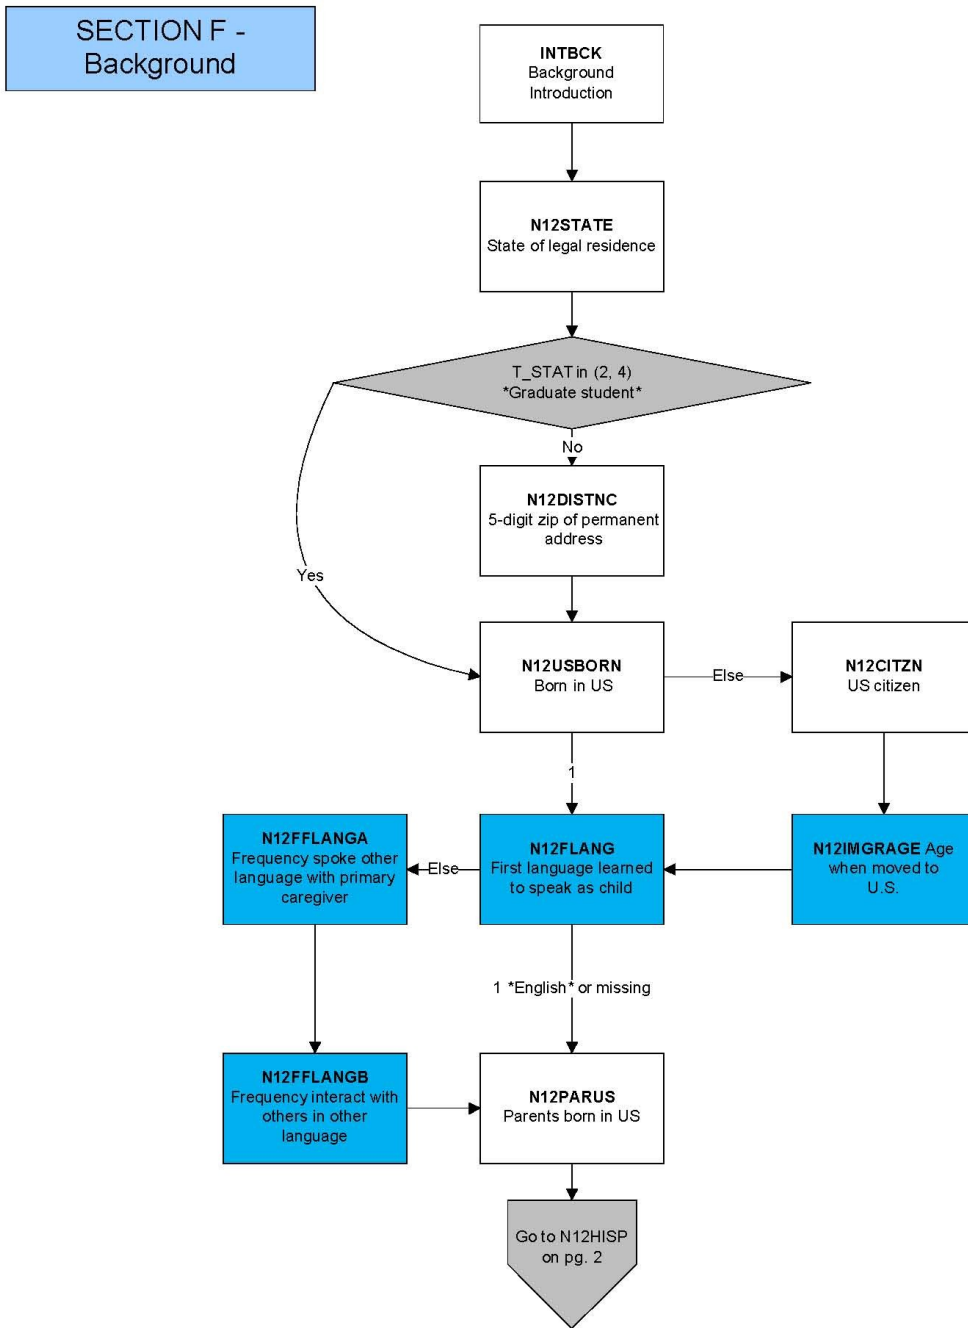 SECTION F -
Background
INTBCK
Background
Introduction
N12STATE
State of legal residence
T_STAT in (2, 4)
*Graduate student*
No
N12DISTNC
5-digit zip of permanent
address
Yes
N12USBORN
Born in US
Else
N12CITZN
US citizen
1
N12FFLANGA
Frequency spoke other
language with primary
caregiver
Else
N12FLANG
First language learned
to speak as child
N12IMGRAGE Age
when moved to
U.S.
1 *English* or missing
N12FFLANGB
Frequency interact with
others in other
language
N12PARUS
Parents born in US
Go to N12HISP
on pg. 2